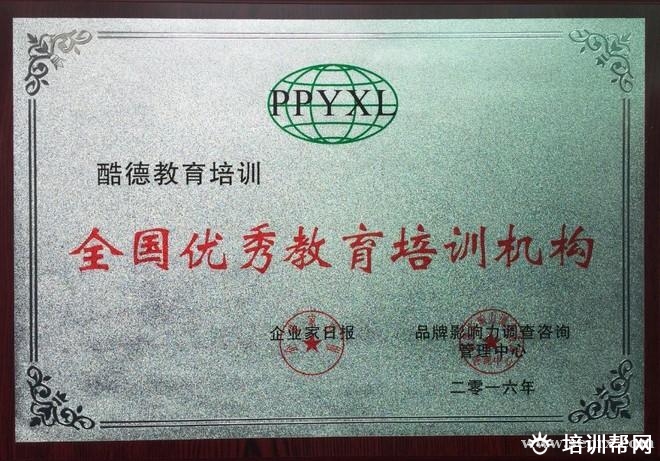 PPYXL
酷德教育培训
全国优秀教育培训机构
企业家日报
品牌影响力调查咨询
管理中心
二零一六年
培训帮网